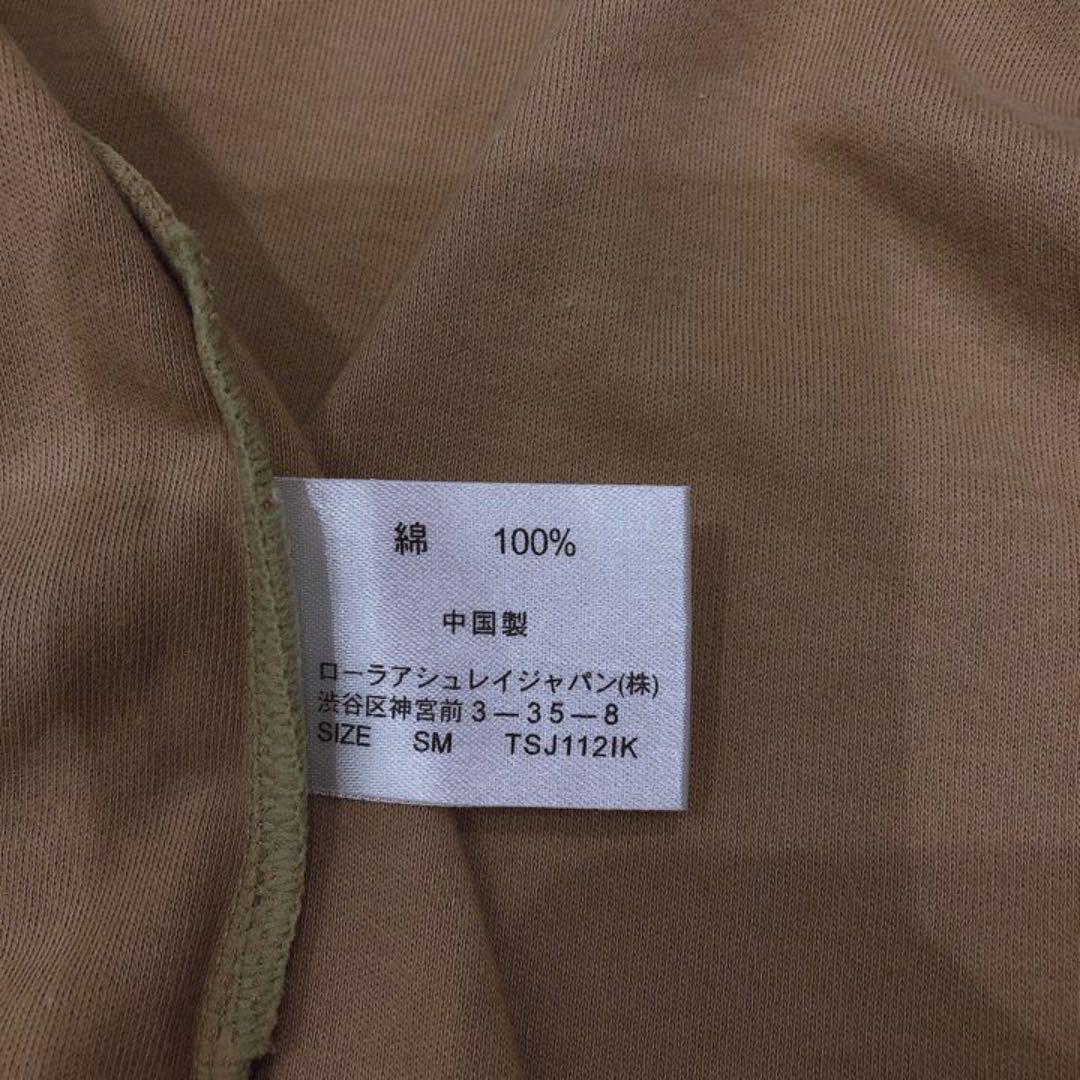 綿 100%
中国製
ローラアシュレイジャパン(株)
渋谷区神宮前3―35―8
SIZE SM TSJ112IK